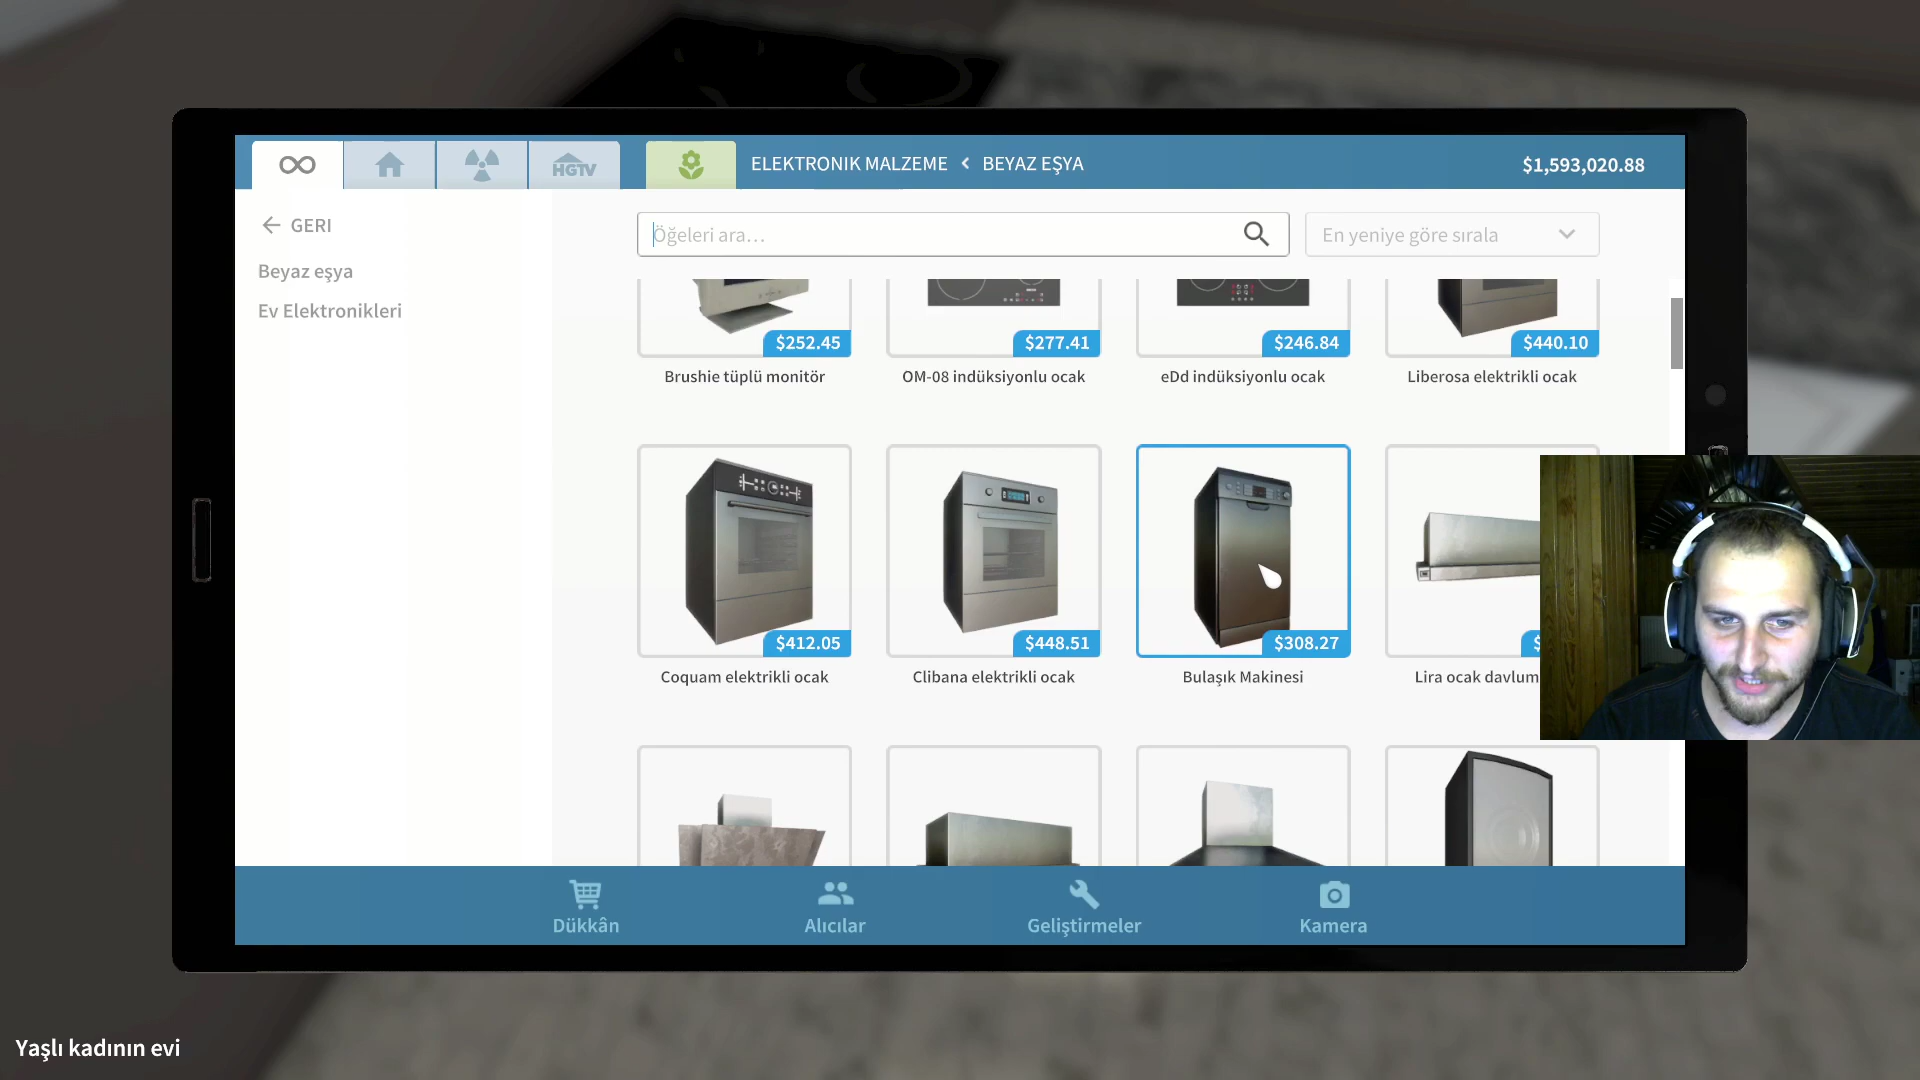 HGTV
ELEKTRONIK MALZEME < BEYAZ EŞYA
$1,593,020.88
GERI
Beyaz eşya
Ev Elektronikleri
Öğeleri ara...
En yeniye göre sırala
$252.45
$277.41
$246.84
$440.10
Brushie tüplü monitör
OM-08 indüksiyonlu ocak
eDd indüksiyonlu ocak
Liberosa elektrikli ocak
$412.05
$448.51
$308.27
$
Coquam elektrikli ocak
Clibana elektrikli ocak
Bulaşık Makinesi
Lira ocak davlum
Dükkân
Alıcılar
Geliştirmeler
Kamera
Yaşlı kadının evi